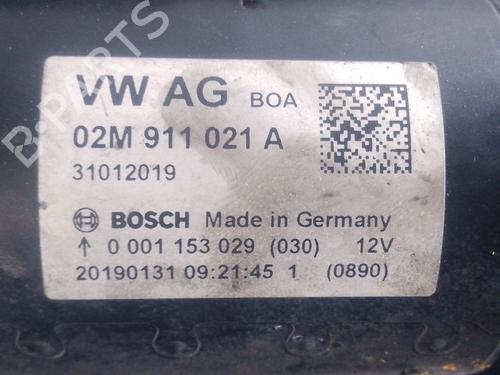 VW AG BOA
02M 911 021 A
31012019
BOSCH Made in Germany
↑ 0 001 153 029 (030) 12V
20190131 09:21:45 1 (0890)
B-PARTS